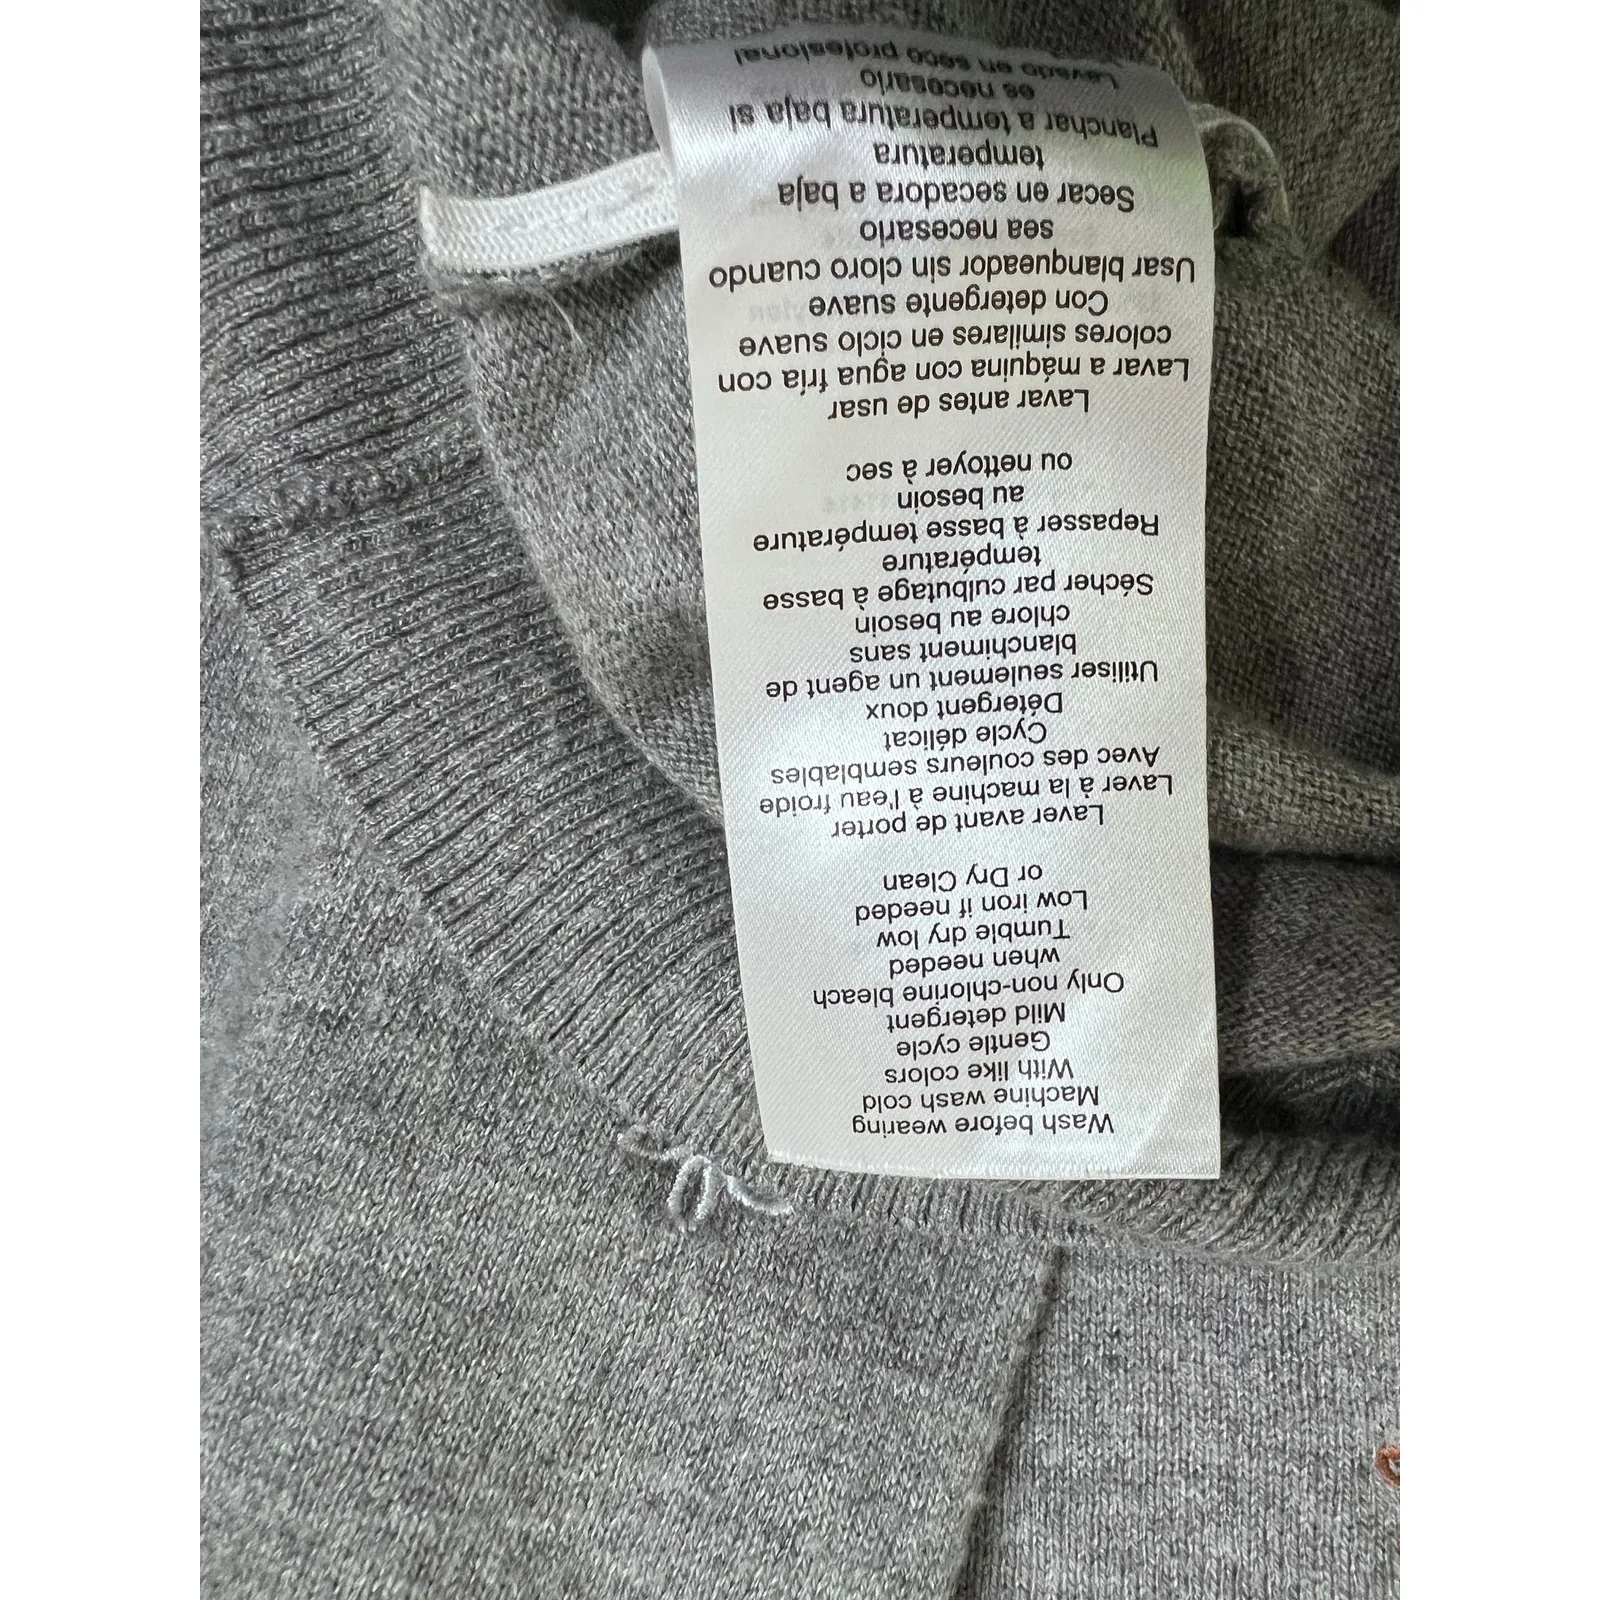 Wash before wearing
Machine wash cold
With like colors
Gentle cycle
Mild detergent
Only non-chlorine bleach
when needed
Tumble dry low
Low iron if needed
or Dry Clean
Laver avant de porter
Laver à la machine à l'eau froide
Avec des couleurs semblables
Cycle délicat
Détergent doux
Utiliser seulement un agent de
blanchiment sans
chlore au besoin
Sécher par culbutage à basse
température
Repasser à basse température
au besoin
ou nettoyer à sec
Lavar antes de usar
Lavar a máquina con agua fría con
colores similares en ciclo suave
Con detergente suave
Usar blanqueador sin cloro cuando
sea necesario
Secar en secadora a baja
temperatura
Planchar a temperatura baja si
es necesario
Lavado en seco profesional